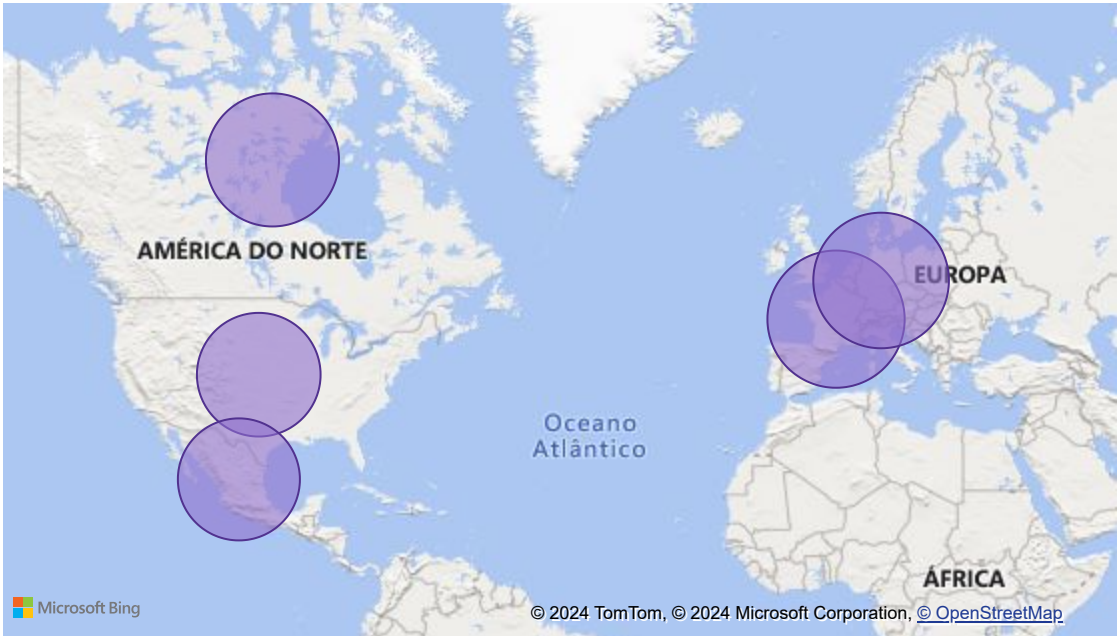 AMÉRICA DO NORTE
EUROPA
Oceano
Atlântico
ÁFRICA
Microsoft Bing
© 2024 TomTom, © 2024 Microsoft Corporation, © OpenStreetMap